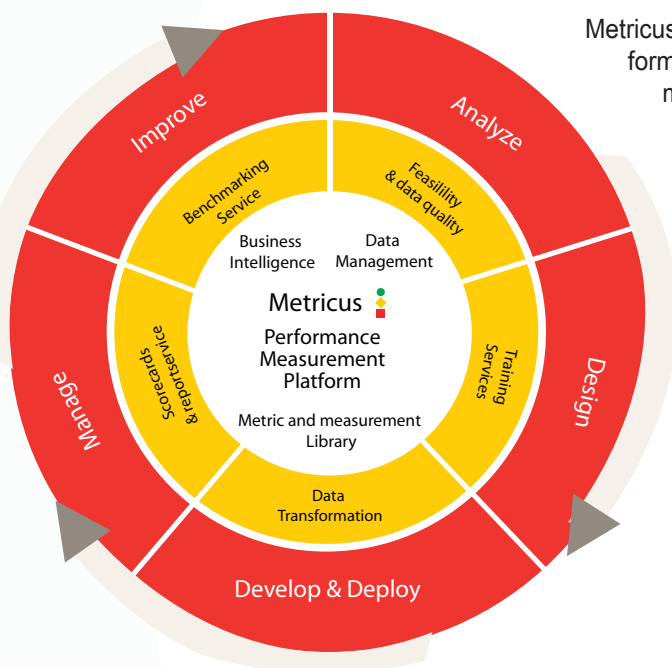 Metricus
form
m
Improve
Analyze
Benchmarking
Service
Feasilility
& data quality
Business
Intelligence
Data
Management
Metricus
Performance
Measurement
Platform
Scorecards
& reportservice
Training
Services
Manage
Design
Metric and measurement
Library
Data
Transformation
Develop & Deploy